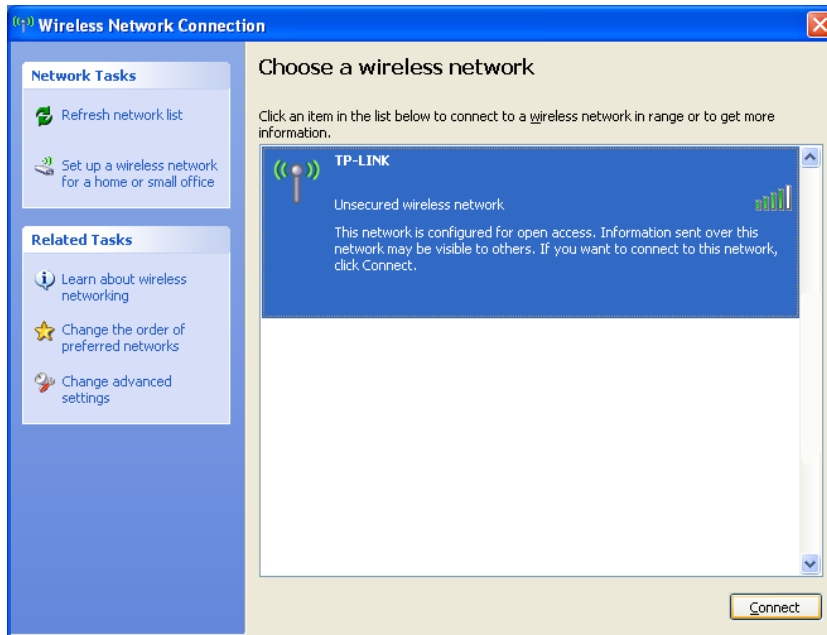 Wireless Network Connection
Network Tasks
Refresh network list
Set up a wireless network
for a home or small office
Related Tasks
Learn about wireless
networking
Change the order of
preferred networks
Change advanced
settings
Choose a wireless network
Click an item in the list below to connect to a wireless network in range or to get more
information.
TP-LINK
Unsecured wireless network
This network is configured for open access. Information sent over this
network may be visible to others. If you want to connect to this network,
click Connect.
Connect